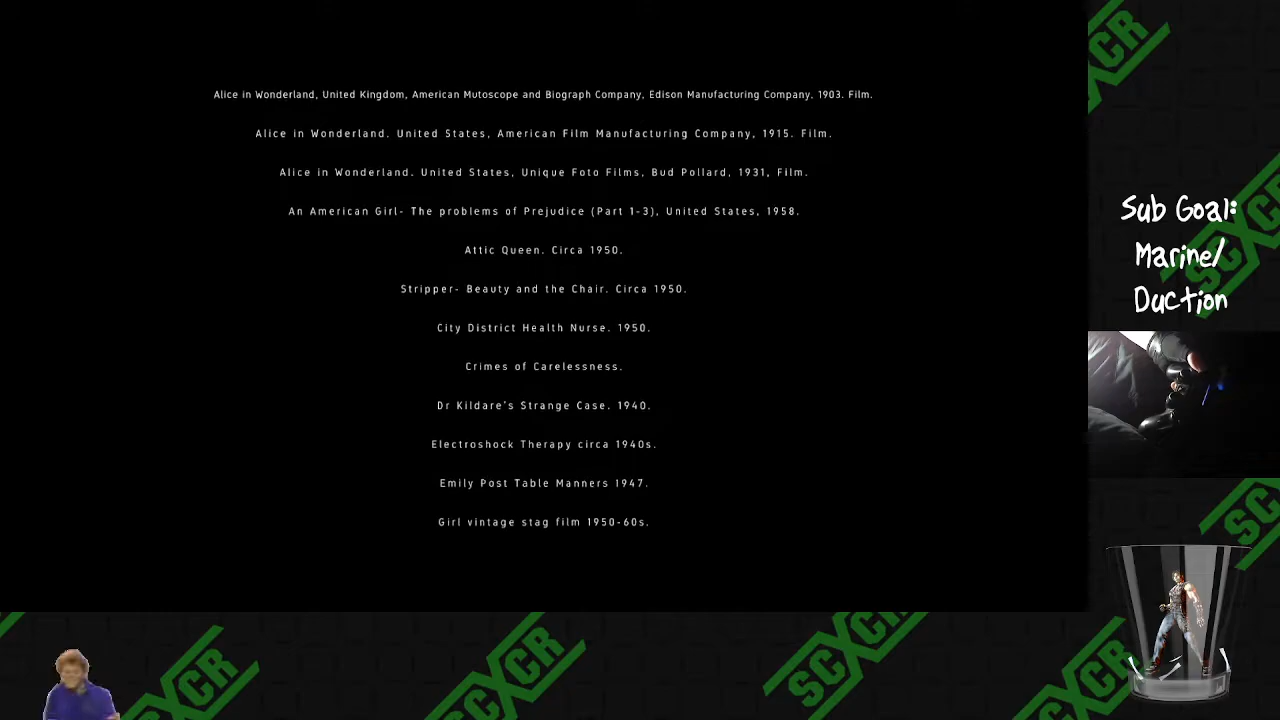 Alice in Wonderland, United Kingdom, American Mutoscope and Biograph Company, Edison Manufacturing Company, 1903. Film.
Alice in Wonderland. United States, American Film Manufacturing Company, 1915. Film.
Alice in Wonderland. United States, Unique Foto Films, Bud Pollard, 1931, Film.
An American Girl- The problems of Prejudice (Part 1-3), United States, 1958.
Attic Queen. Circa 1950.
Stripper- Beauty and the Chair. Circa 1950.
City District Health Nurse. 1950.
Crimes of Carelessness.
Dr Kildare's Strange Case. 1940.
Electroshock Therapy circa 1940s.
Emily Post Table Manners 1947.
Girl vintage stag film 1950-60s.
Sub Goal:
Marine/
Duction
SCXCR
SCXCR
SC
SCXCR
SCXCR
SCXCR
SCXCR